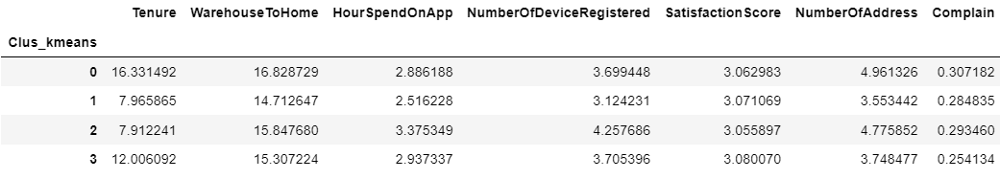 Tenure WarehouseToHome HourSpendOnApp NumberOfDeviceRegistered SatisfactionScore NumberOfAddress Complain
Clus_kmeans
0 16.331492 16.828729 2.886188 3.699448 3.062983 4.961326 0.307182
1 7.965865 14.712647 2.516228 3.124231 3.071069 3.553442 0.284835
2 7.912241 15.847680 3.375349 4.257686 3.055897 4.775852 0.293460
3 12.006092 15.307224 2.937337 3.705396 3.080070 3.748477 0.254134